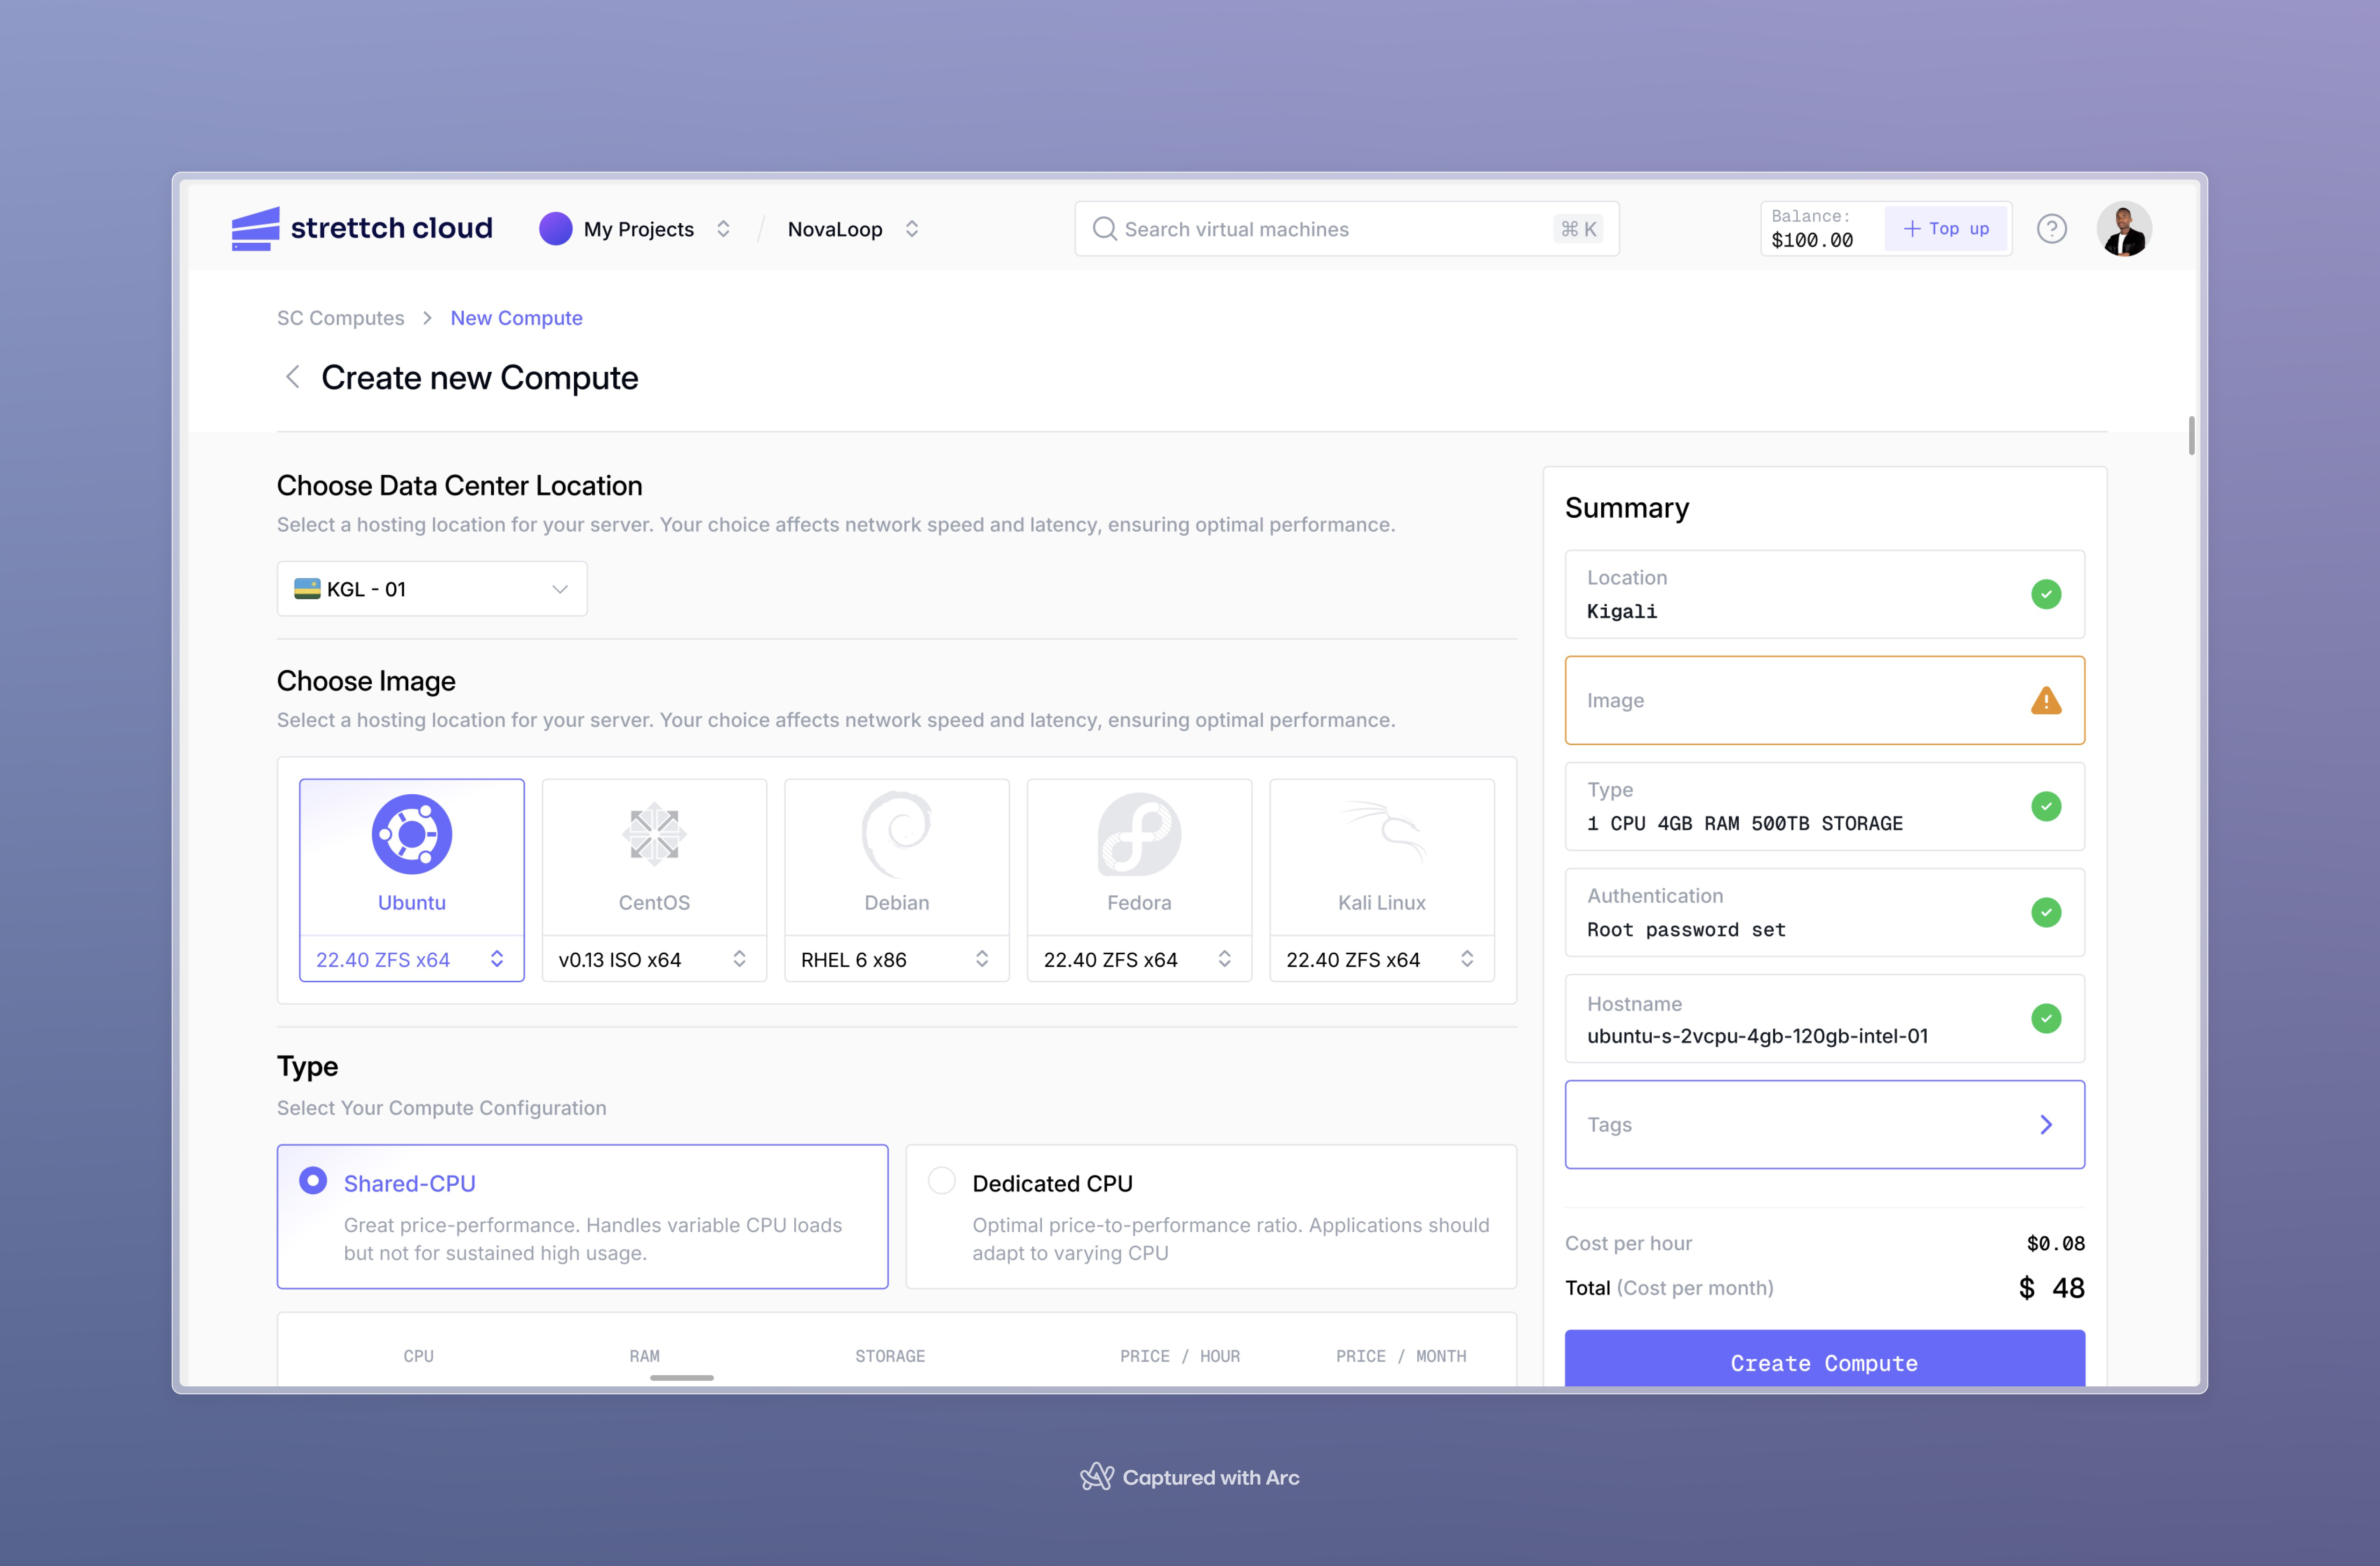 strettch cloud
My Projects
/
NovaLoop
Search virtual machines
⌘ K
Balance:
$100.00
+ Top up
?
SC Computes > New Compute
Create new Compute
Choose Data Center Location
Select a hosting location for your server. Your choice affects network speed and latency, ensuring optimal performance.
KGL - 01
Choose Image
Select a hosting location for your server. Your choice affects network speed and latency, ensuring optimal performance.
Ubuntu
22.40 ZFS x64
CentOS
v0.13 ISO x64
Debian
RHEL 6 x86
Fedora
22.40 ZFS x64
Kali Linux
22.40 ZFS x64
Type
Select Your Compute Configuration
Shared-CPU
Great price-performance. Handles variable CPU loads
but not for sustained high usage.
Dedicated CPU
Optimal price-to-performance ratio. Applications should
adapt to varying CPU
CPU RAM STORAGE PRICE / HOUR PRICE / MONTH
Summary
Location
Kigali
Image
Type
1 CPU 4GB RAM 500TB STORAGE
Authentication
Root password set
Hostname
ubuntu-s-2vcpu-4gb-120gb-intel-01
Tags
Cost per hour $0.08
Total (Cost per month) $ 48
Create Compute
Captured with Arc